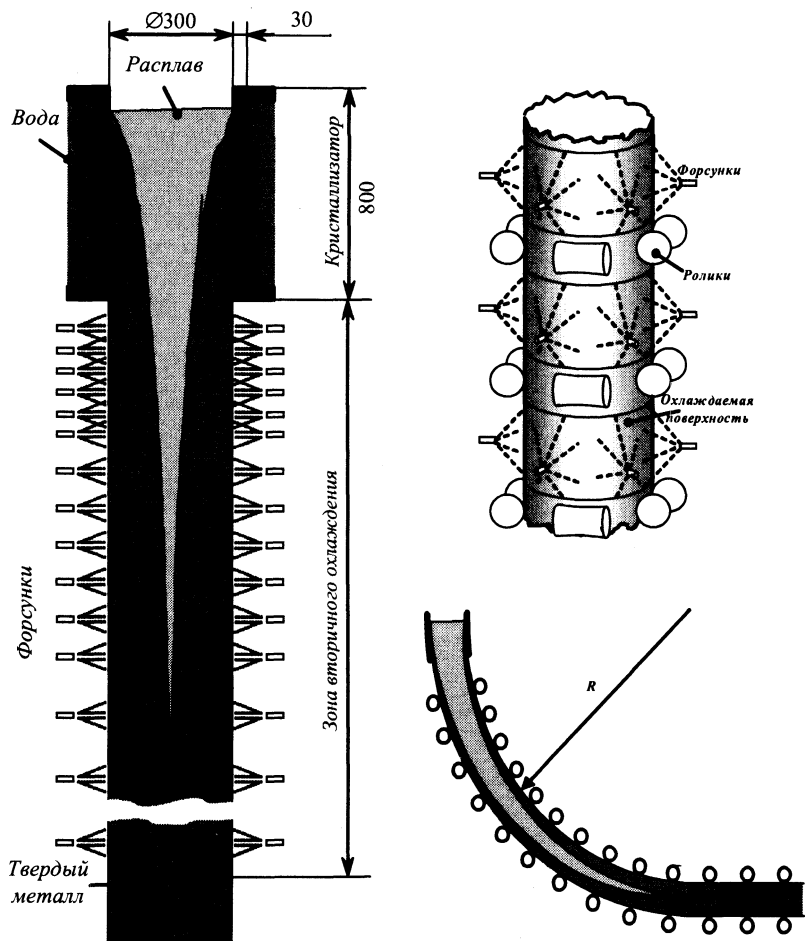 Ø300
30
Расплав
Вода
Кристаллизатор
800
Форсунки
Ролики
Охлаждаемая
поверхность
Форсунки
Зона вторичного охлаждения
R
Твердый
металл